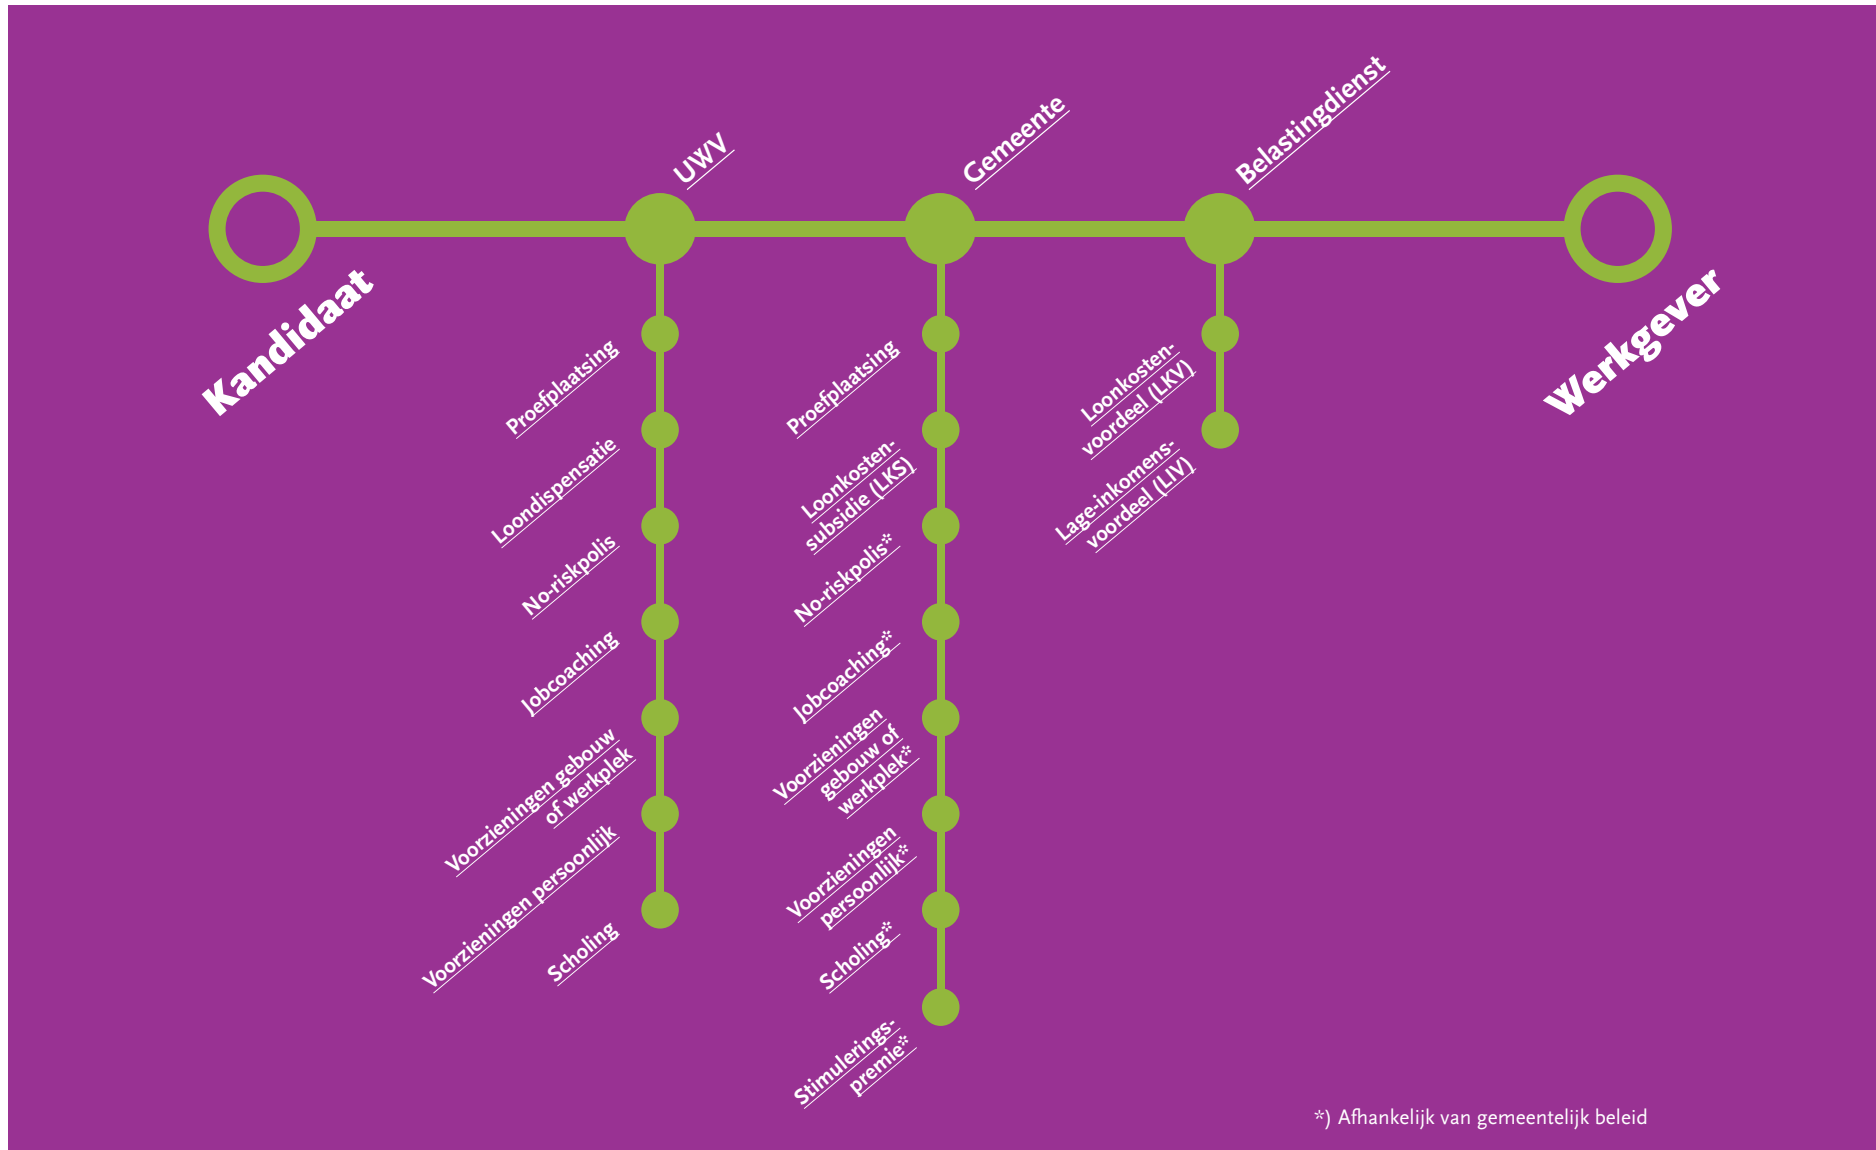 UWV
Gemeente
Belastingdienst
Kandidaat
Werkgever
Proefplaatsing
Loondispensatie
No-riskpolis
Jobcoaching
Voorzieningen gebouw
of werkplek
Voorzieningen persoonlijk
Scholing
Proefplaatsing
Loonkosten-
subsidie (LKS)
No-riskpolis*
Jobcoaching*
Voorzieningen
gebouw of
werkplek*
Voorzieningen
persoonlijk*
Scholing*
Stimulerings-
premie*
Loonkosten-
voordeel (LKV)
Lage-inkomens-
voordeel (LIV)
*) Afhankelijk van gemeentelijk beleid